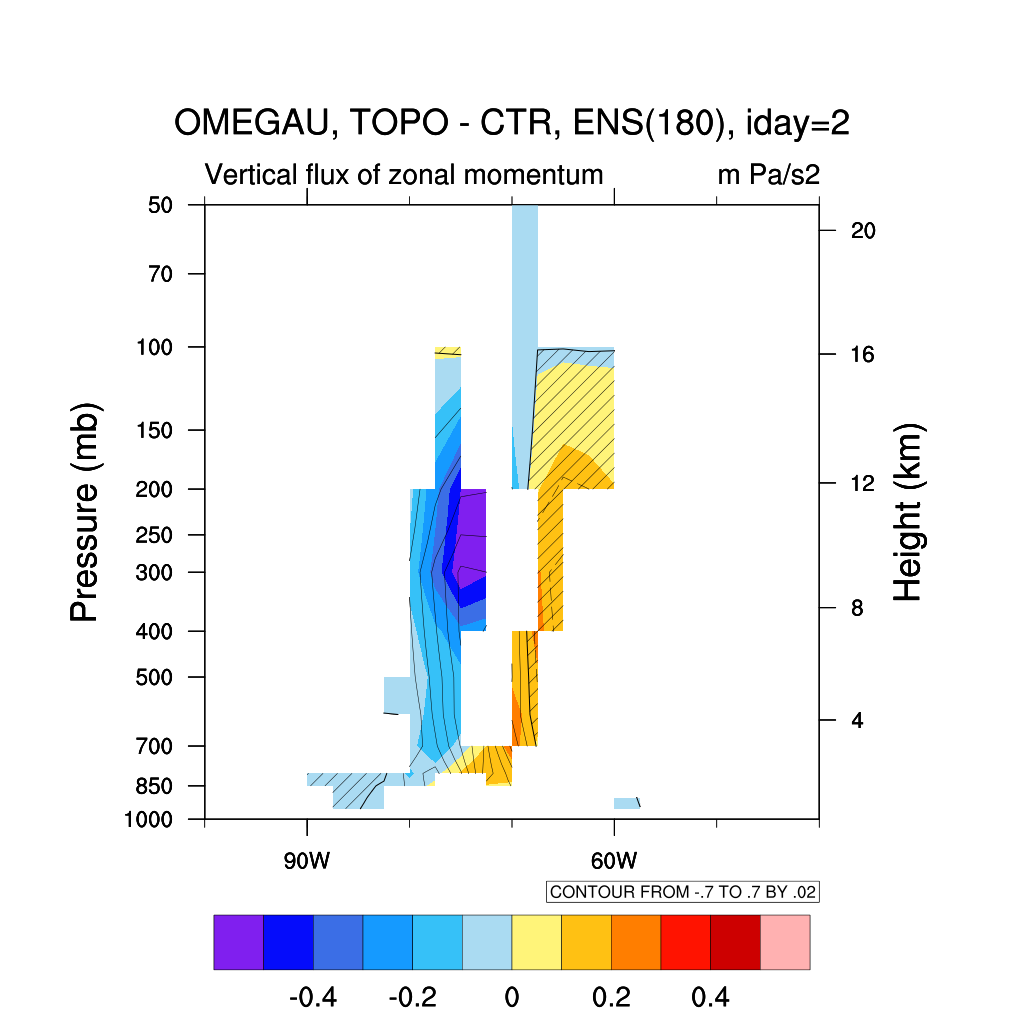 OMEGAU, TOPO - CTR, ENS(180), iday=2
Vertical flux of zonal momentum m Pa/s2
50
70
100
150
200
250
300
400
500
700
850
1000
Pressure (mb)
20
16
12
8
4
Height (km)
90W 60W
CONTOUR FROM -.7 TO .7 BY .02
-0.4 -0.2 0 0.2 0.4